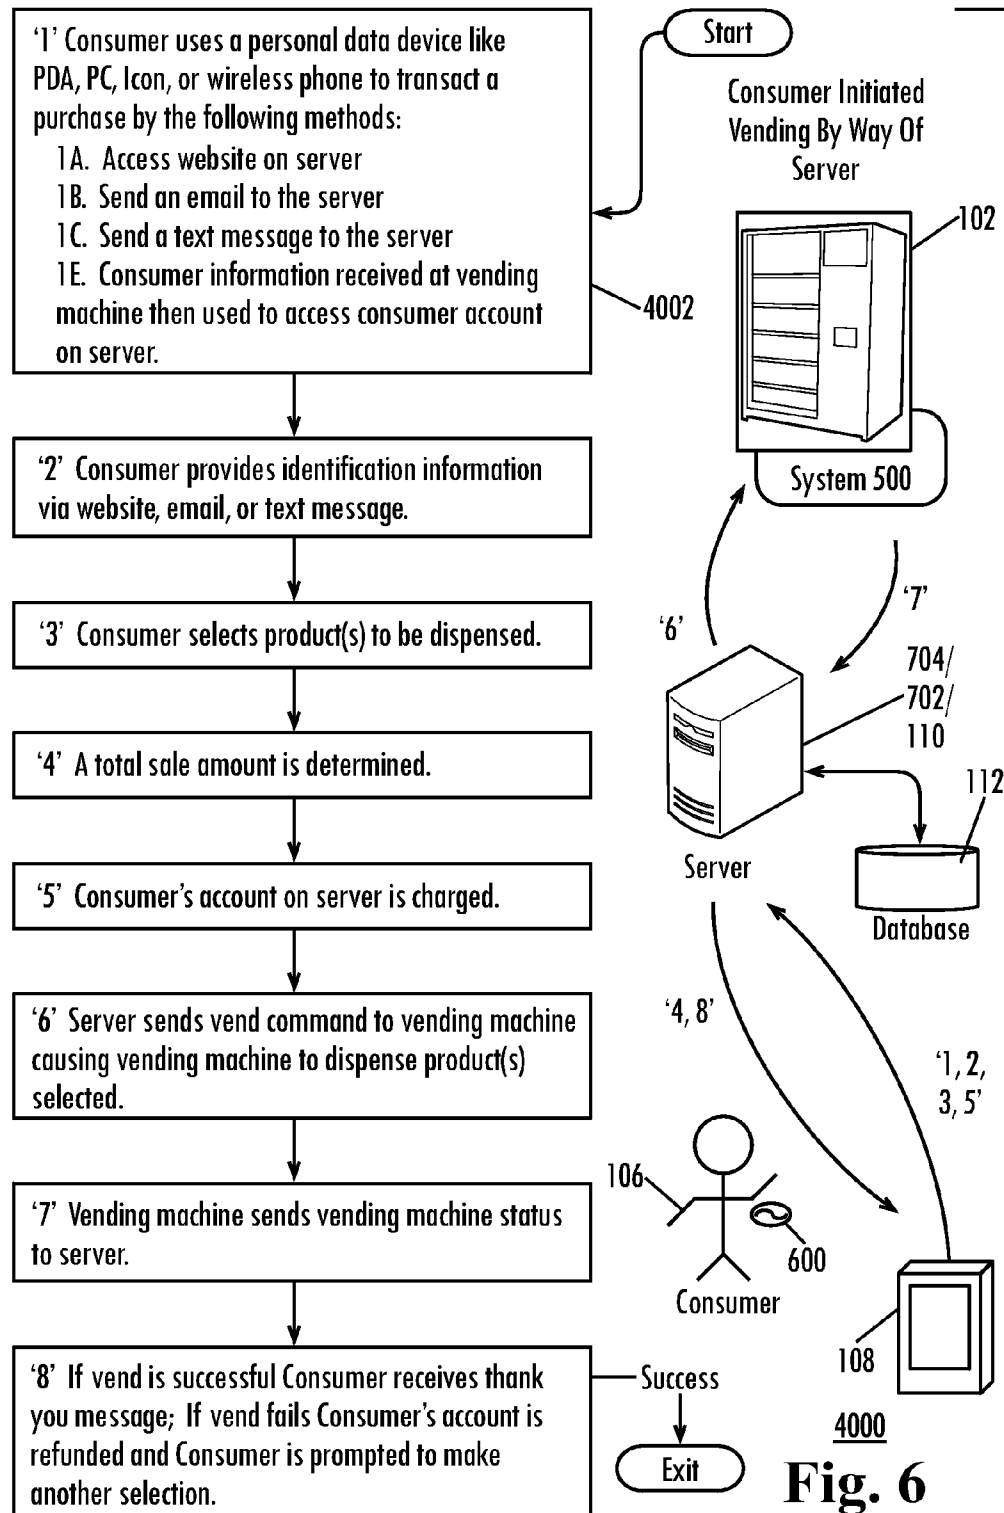 Start
'1' Consumer uses a personal data device like
PDA, PC, Icon, or wireless phone to transact a
purchase by the following methods:
1A. Access website on server
1B. Send an email to the server
1C. Send a text message to the server
1E. Consumer information received at vending
machine then used to access consumer account
on server.
4002
'2' Consumer provides identification information
via website, email, or text message.
'3' Consumer selects product(s) to be dispensed.
'4' A total sale amount is determined.
'5' Consumer's account on server is charged.
'6' Server sends vend command to vending machine
causing vending machine to dispense product(s)
selected.
'7' Vending machine sends vending machine status
to server.
'8' If vend is successful Consumer receives thank
you message; If vend fails Consumer's account is
refunded and Consumer is prompted to make
another selection.
Success
Exit
Consumer Initiated
Vending By Way Of
Server
102
System 500
'6'
'7'
704/
702/
110
112
Server
Database
'4, 8'
'1, 2,
3, 5'
106
600
Consumer
108
4000
Fig. 6